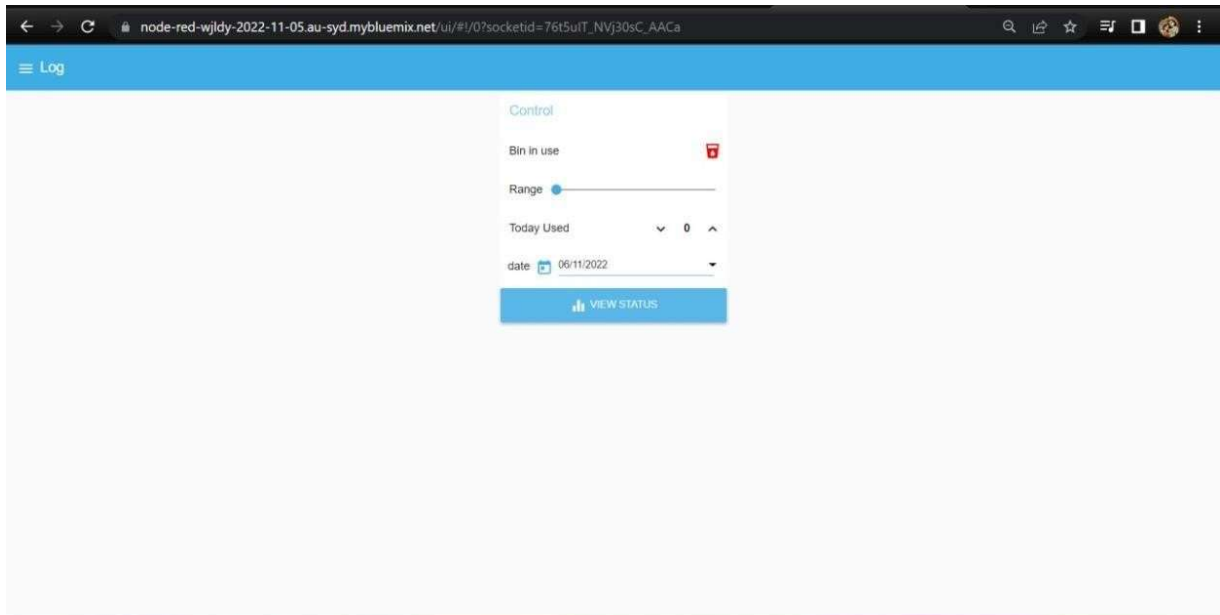 node-red-wjldy-2022-11-05.au-syd.mybluemix.net/ui/#!/0?socketid=76t5uIT_NVj30sC_AACa
Log
Control
Bin in use
Range
Today Used 0
date 06/11/2022
VIEW STATUS